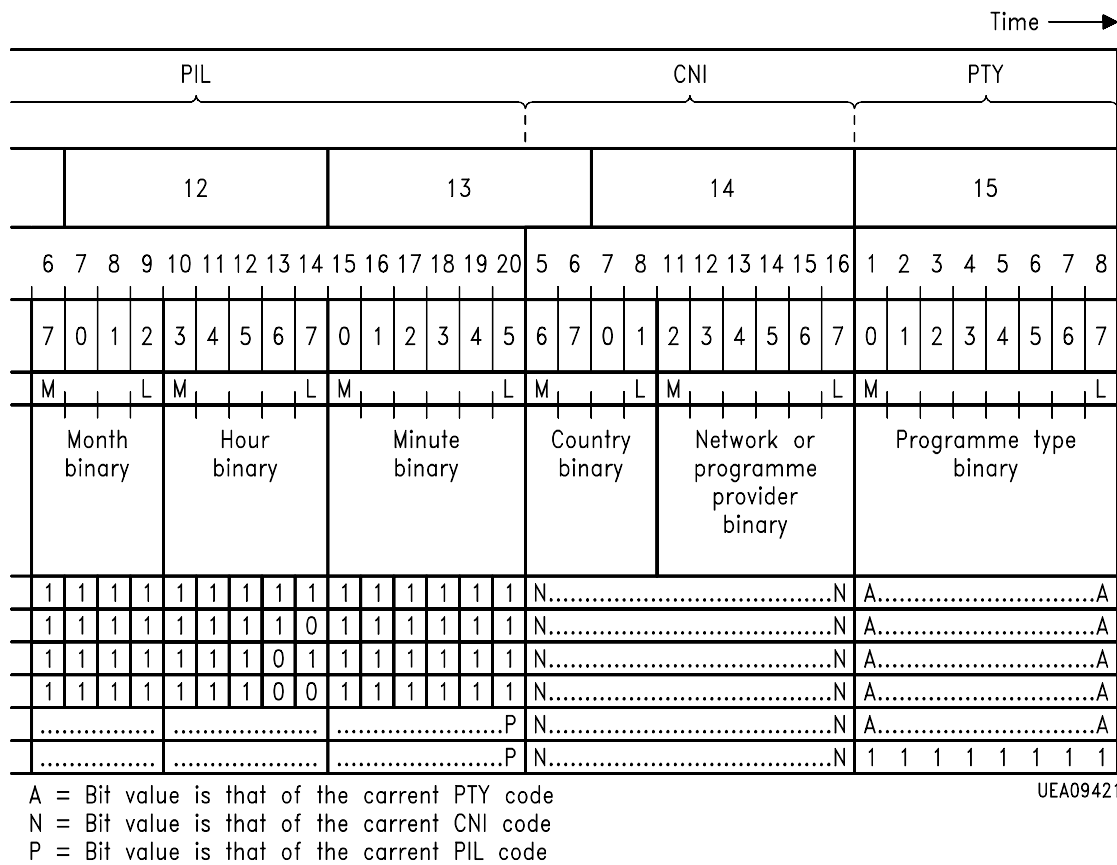 Time
PIL CNI PTY
12 13 14 15
6 7 8 9 10 11 12 13 14 15 16 17 18 19 20 5 6 7 8 11 12 13 14 15 16 1 2 3 4 5 6 7 8
7 0 1 2 3 4 5 6 7 0 1 2 3 4 5 6 7 0 1 2 3 4 5 6 7 0 1 2 3 4 5 6 7
M L M L M L M L M L M L
Month Hour Minute Country Network or Programme type
binary binary binary binary programme binary
provider
binary
1 1 1 1 1 1 1 1 1 1 1 1 1 1 1 N...................................N A...........................A
1 1 1 1 1 1 1 1 0 1 1 1 1 1 1 N...................................N A...........................A
1 1 1 1 1 1 1 0 1 1 1 1 1 1 1 N...................................N A...........................A
1 1 1 1 1 1 1 0 0 1 1 1 1 1 1 N...................................N A...........................A
............... .................. .....................P N...................................N A...........................A
............... .................. .....................P N...................................N 1 1 1 1 1 1 1 1
A = Bit value is that of the carrent PTY code
UEA09421
N = Bit value is that of the carrent CNI code
P = Bit value is that of the carrent PIL code